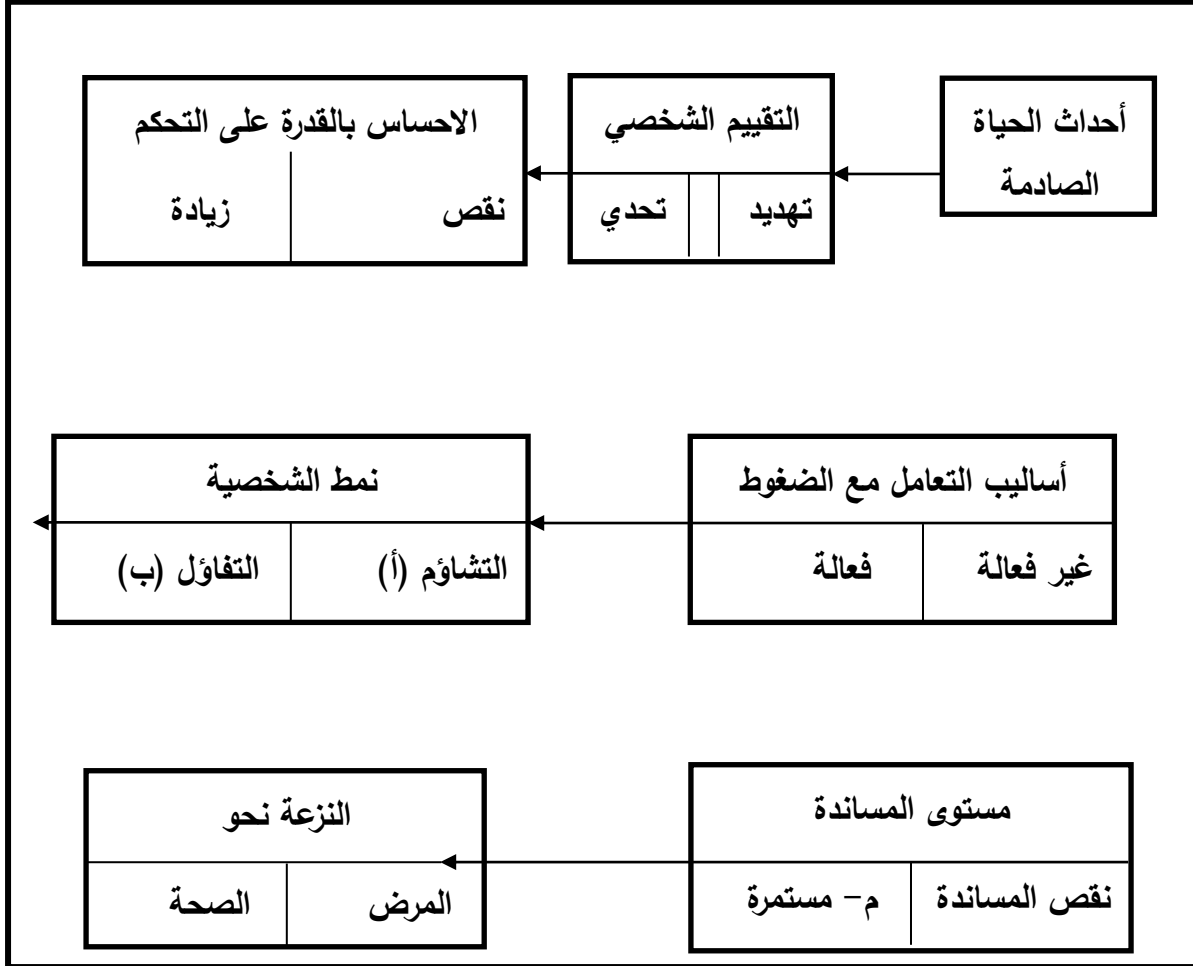 أحداث الحياة
الصادمة
التقييم الشخصي
تهديد
تحدي
الاحساس بالقدرة على التحكم
نقص
زيادة
أساليب التعامل مع الضغوط
غير فعالة
فعالة
نمط الشخصية
التشاؤم (أ)
التفاؤل (ب)
مستوى المساندة
نقص المساندة
م- مستمرة
النزعة نحو
المرض
الصحة